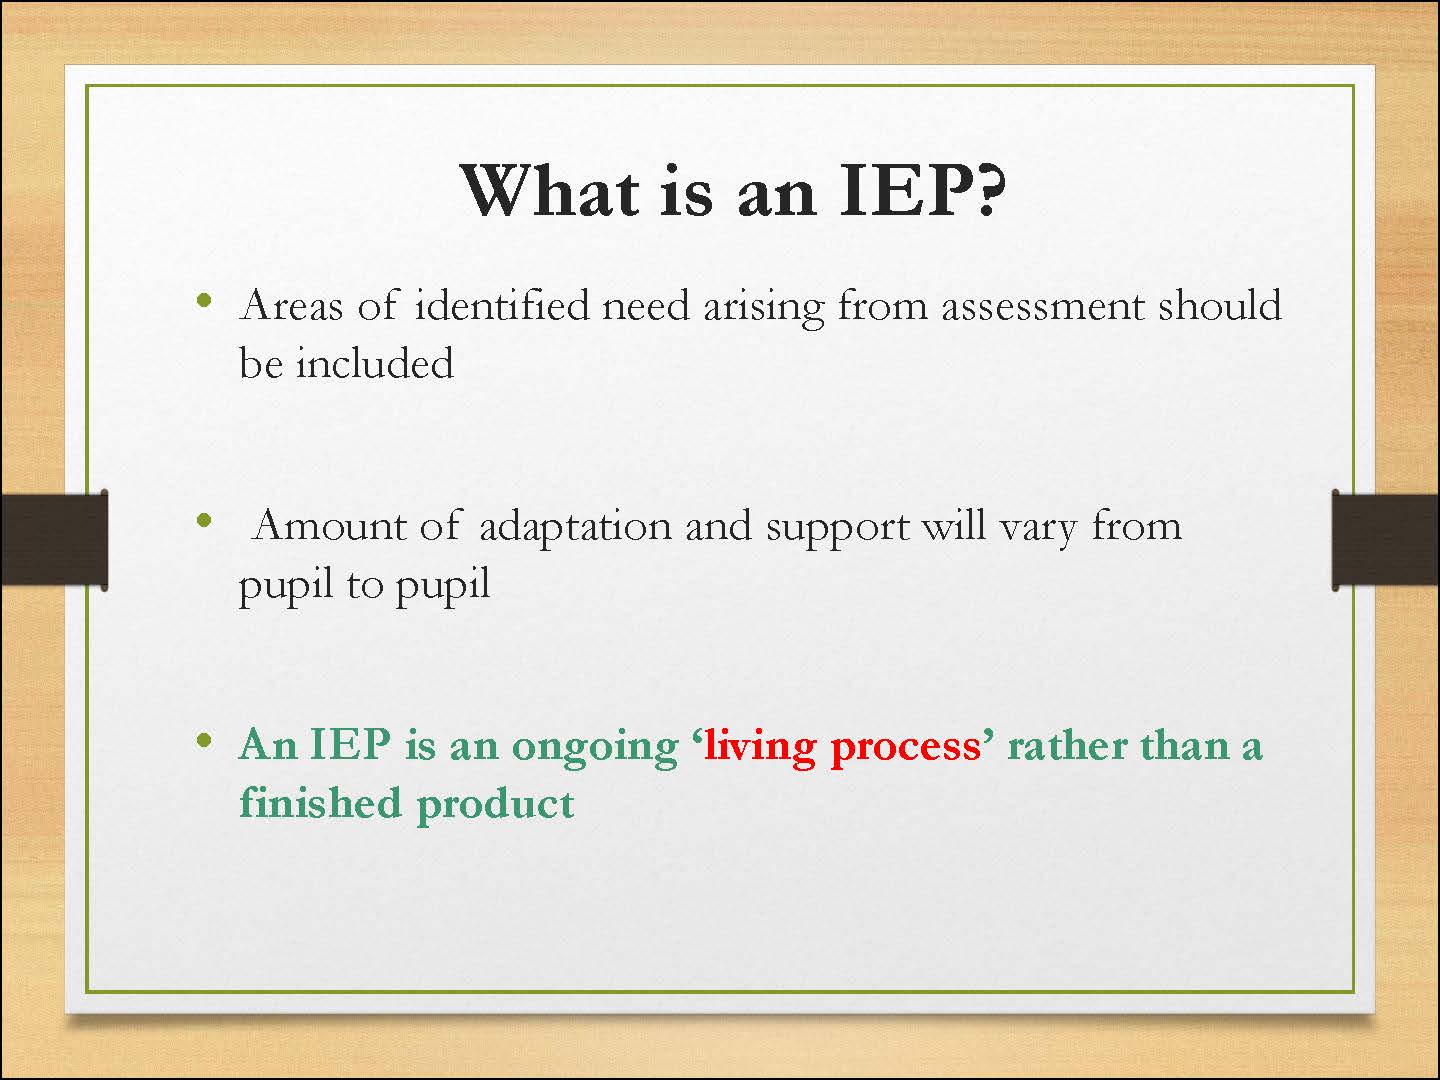 What is an IEP?
• Areas of identified need arising from assessment should
be included
• Amount of adaptation and support will vary from
pupil to pupil
• An IEP is an ongoing ‘living process’ rather than a
finished product